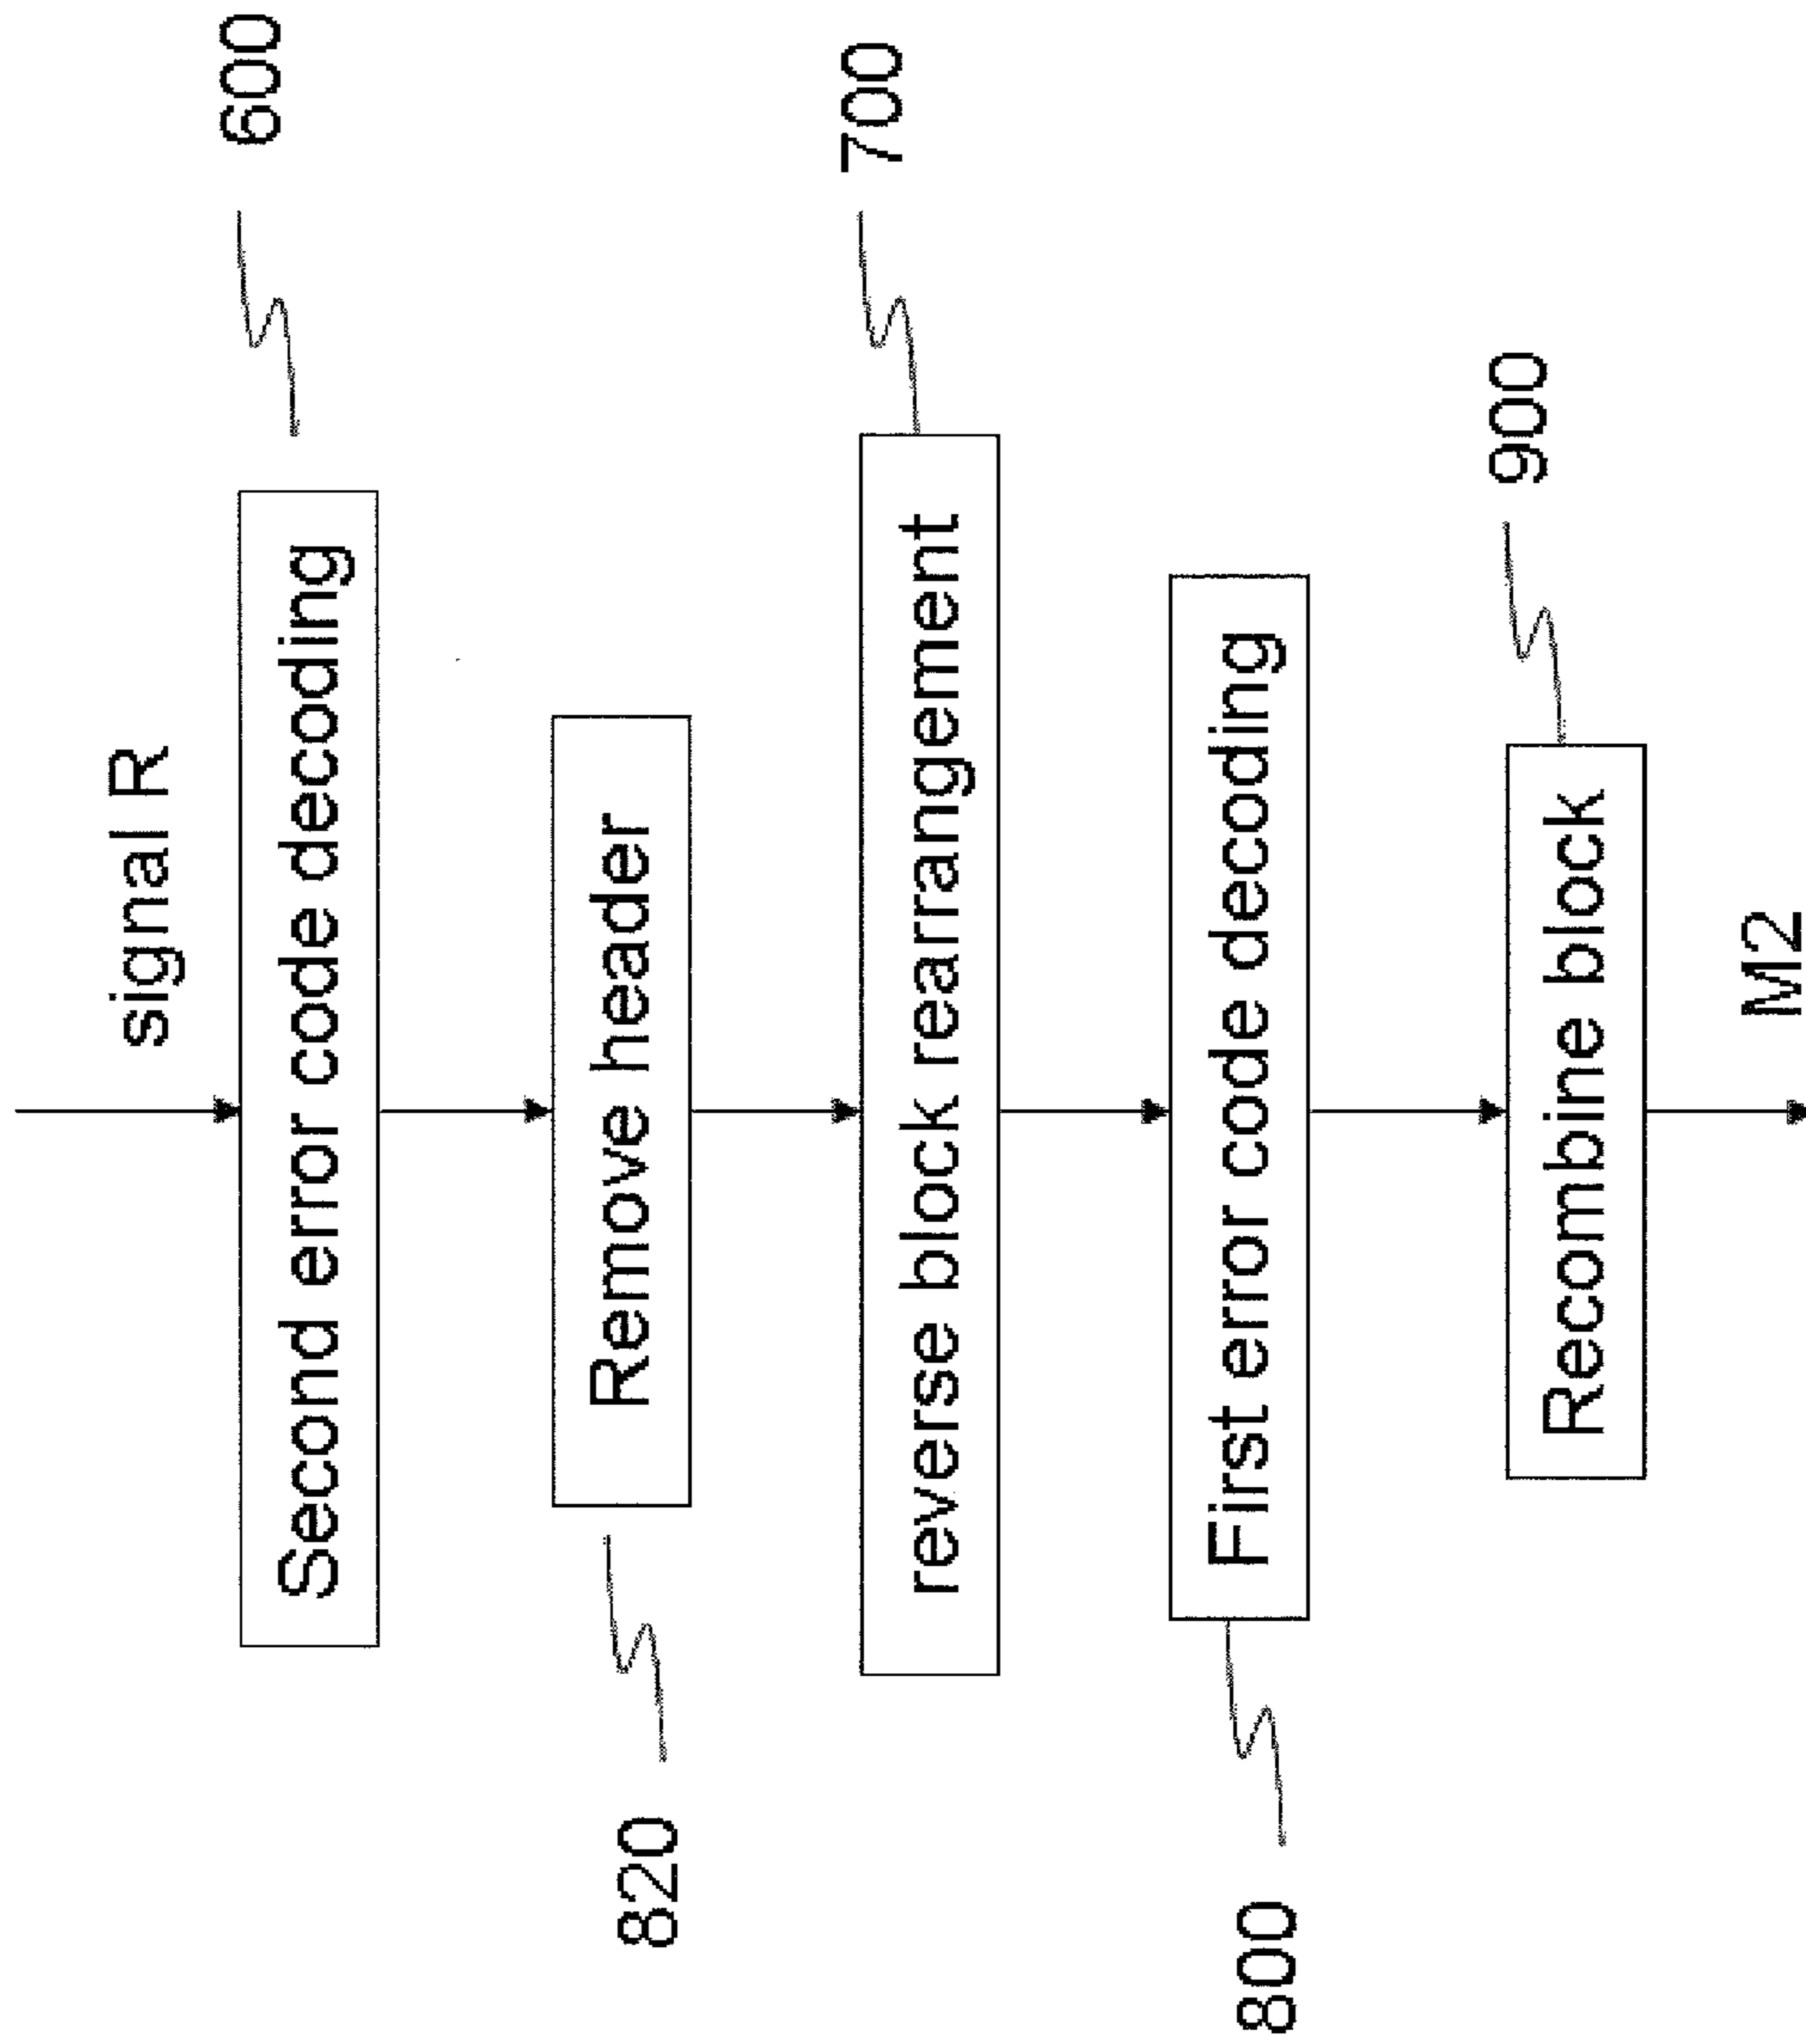 signal R
600
Second error code decoding
Remove header
820
700
reverse block rearrangement
First error code decoding
800
900
Recombine block
M2